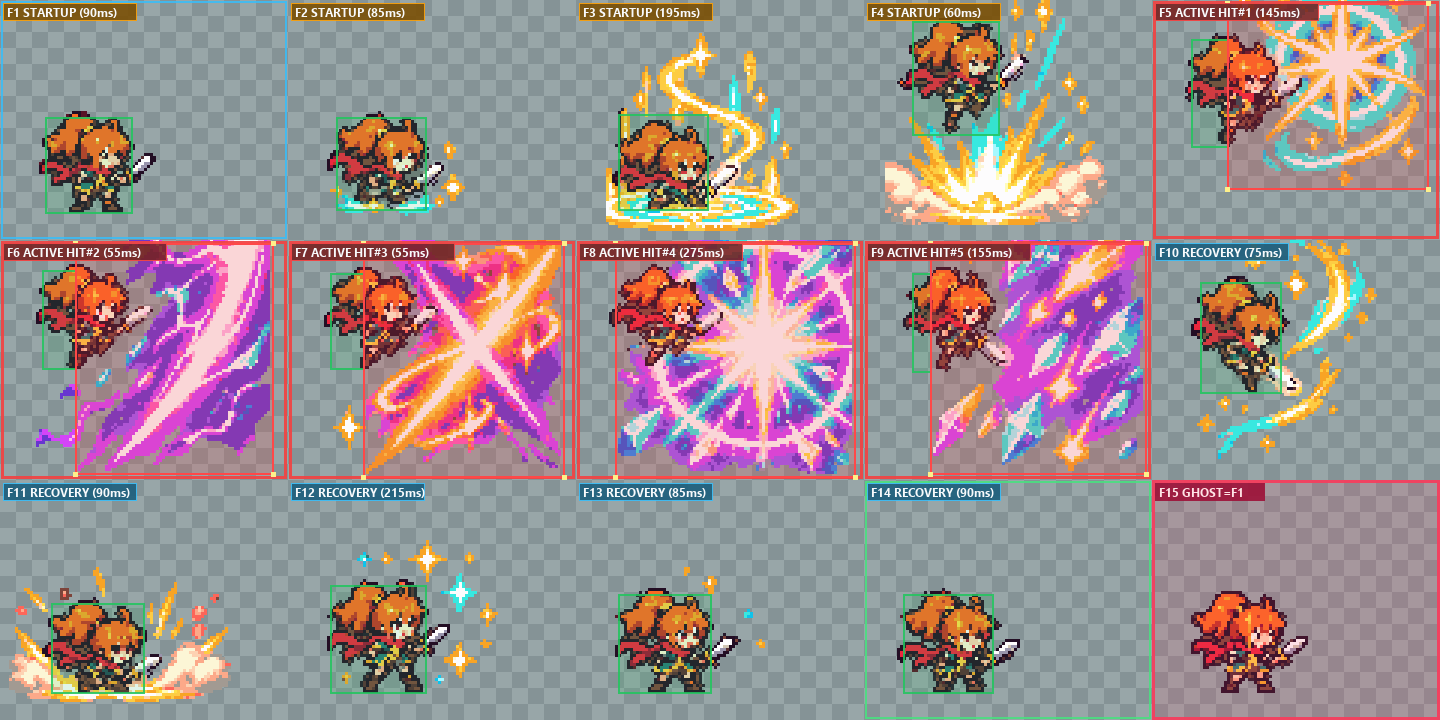 F1 STARTUP (90ms)
F2 STARTUP (85ms)
F3 STARTUP (195ms)
F4 STARTUP (60ms)
F5 ACTIVE HIT#1 (145ms)
F6 ACTIVE HIT#2 (55ms)
F7 ACTIVE HIT#3 (55ms)
F8 ACTIVE HIT#4 (275ms)
F9 ACTIVE HIT#5 (155ms)
F10 RECOVERY (75ms)
F11 RECOVERY (90ms)
F12 RECOVERY (215ms)
F13 RECOVERY (85ms)
F14 RECOVERY (90ms)
F15 GHOST=F1